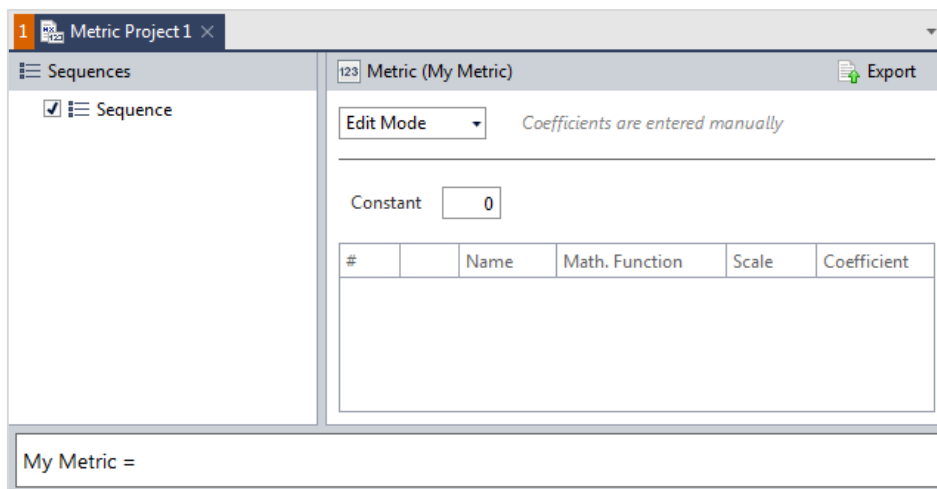 1 Metric Project 1
Sequences
Sequence
123 Metric (My Metric)
Export
Edit Mode
Coefficients are entered manually
Constant 0
# Name Math. Function Scale Coefficient
My Metric =